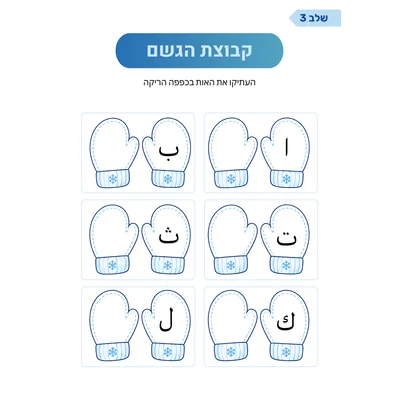 שלב 3
קבוצת הגשם
העתיקו את האות בכפפה הריקה
ا
ب
ت
ث
ك
ل